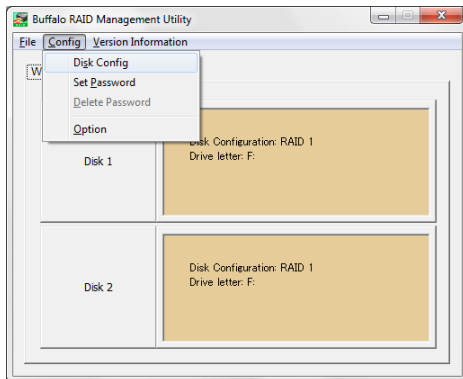 Buffalo RAID Management Utility
File Config Version Information
W
Disk Config
Set Password
Delete Password
Option
Disk 1
Disk Configuration: RAID 1
Drive letter: F:
Disk 2
Disk Configuration: RAID 1
Drive letter: F: